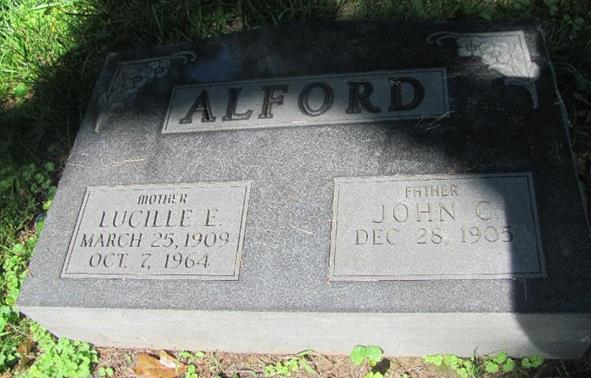 ALFORD
MOTHER
LUCILLE E.
MARCH 25, 1909
OCT. 7, 1964
FATHER
JOHN C.
DEC 28, 1905